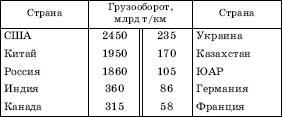 Страна Грузооборот, млрд т/км Страна
США 2450 235 Украина
Китай 1950 170 Казахстан
Россия 1860 105 ЮАР
Индия 360 86 Германия
Канада 315 58 Франция